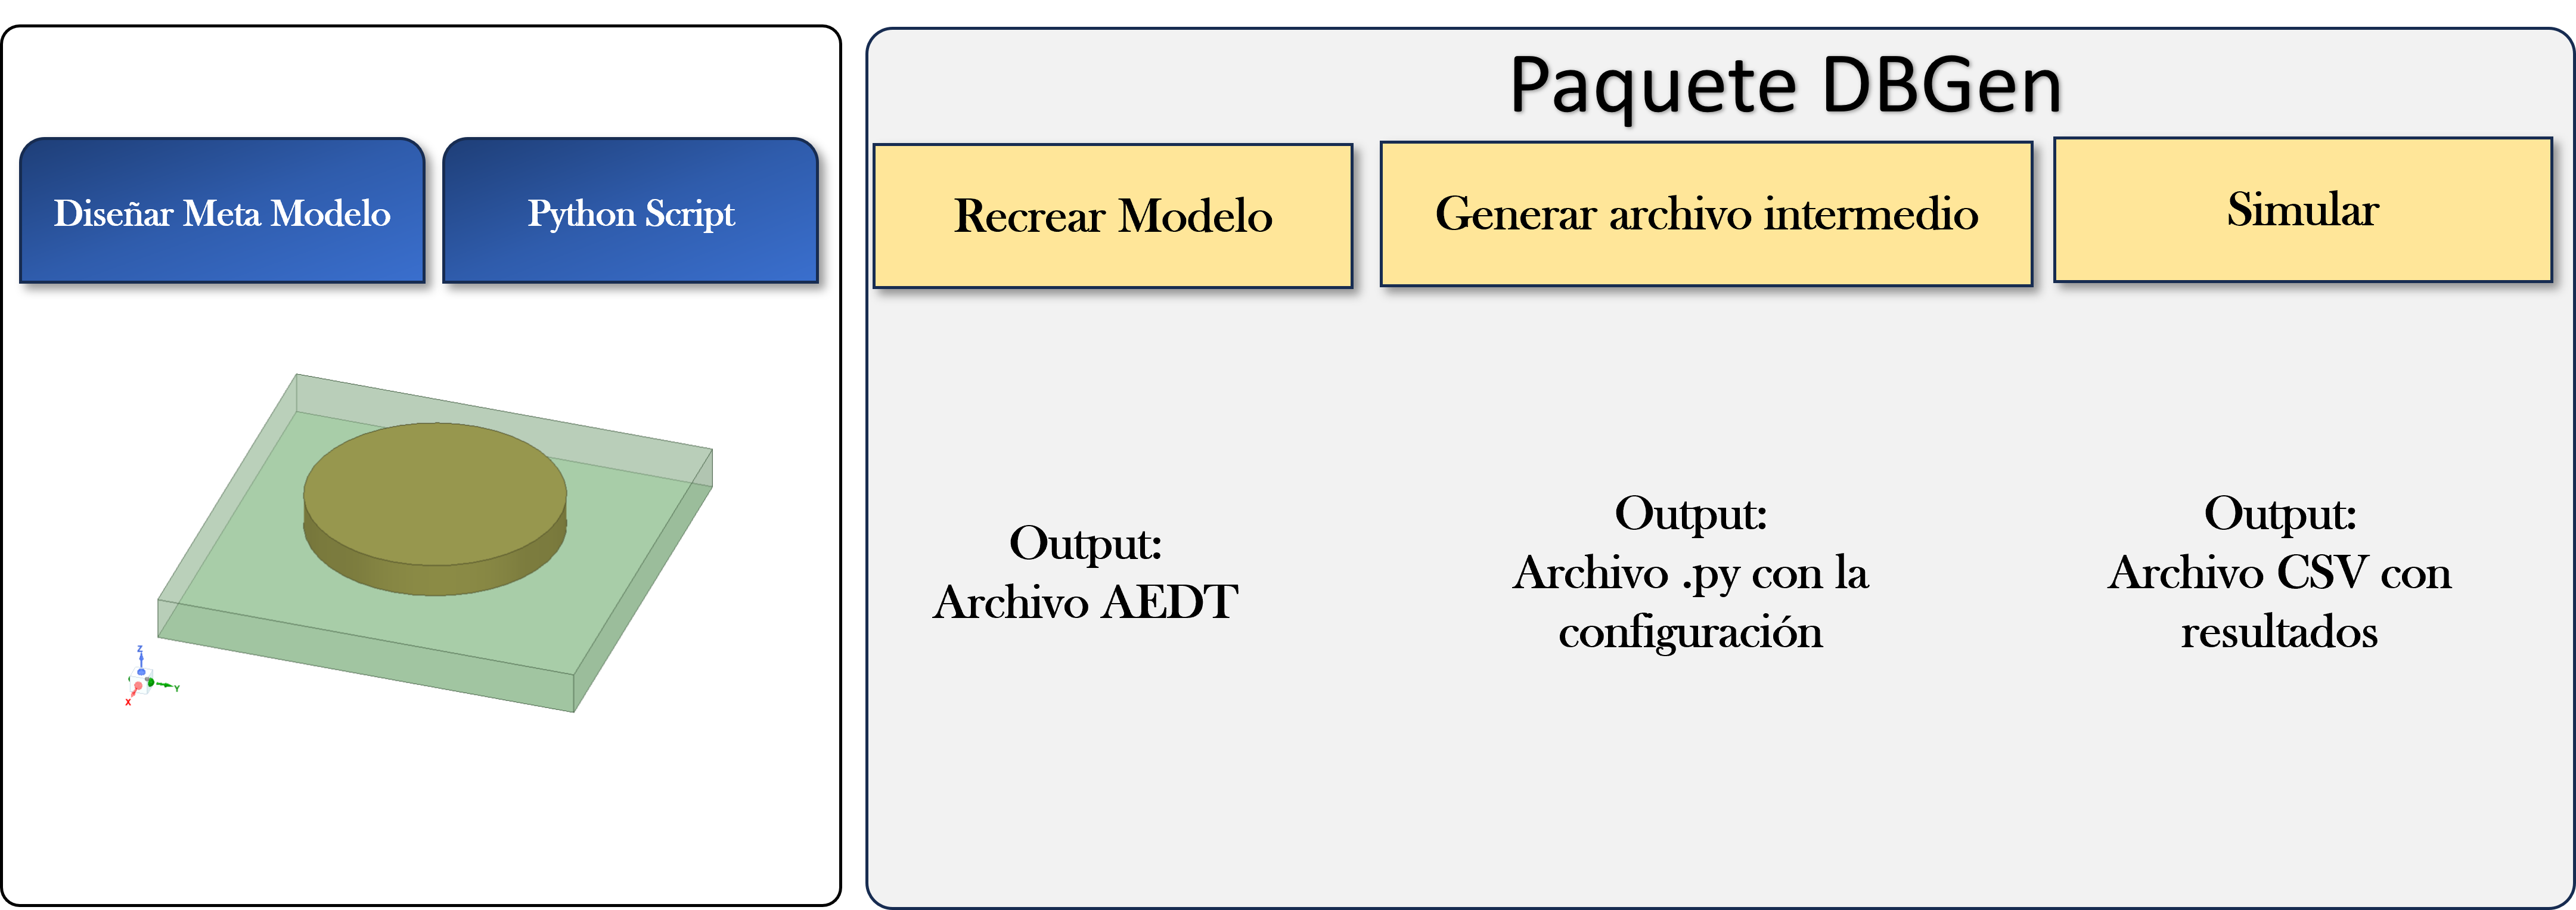 Paquete DBGen
Diseñar Meta Modelo
Python Script
Recrear Modelo
Generar archivo intermedio
Simular
Output:
Archivo AEDT
Output:
Archivo .py con la
configuración
Output:
Archivo CSV con
resultados
Z
Y
X